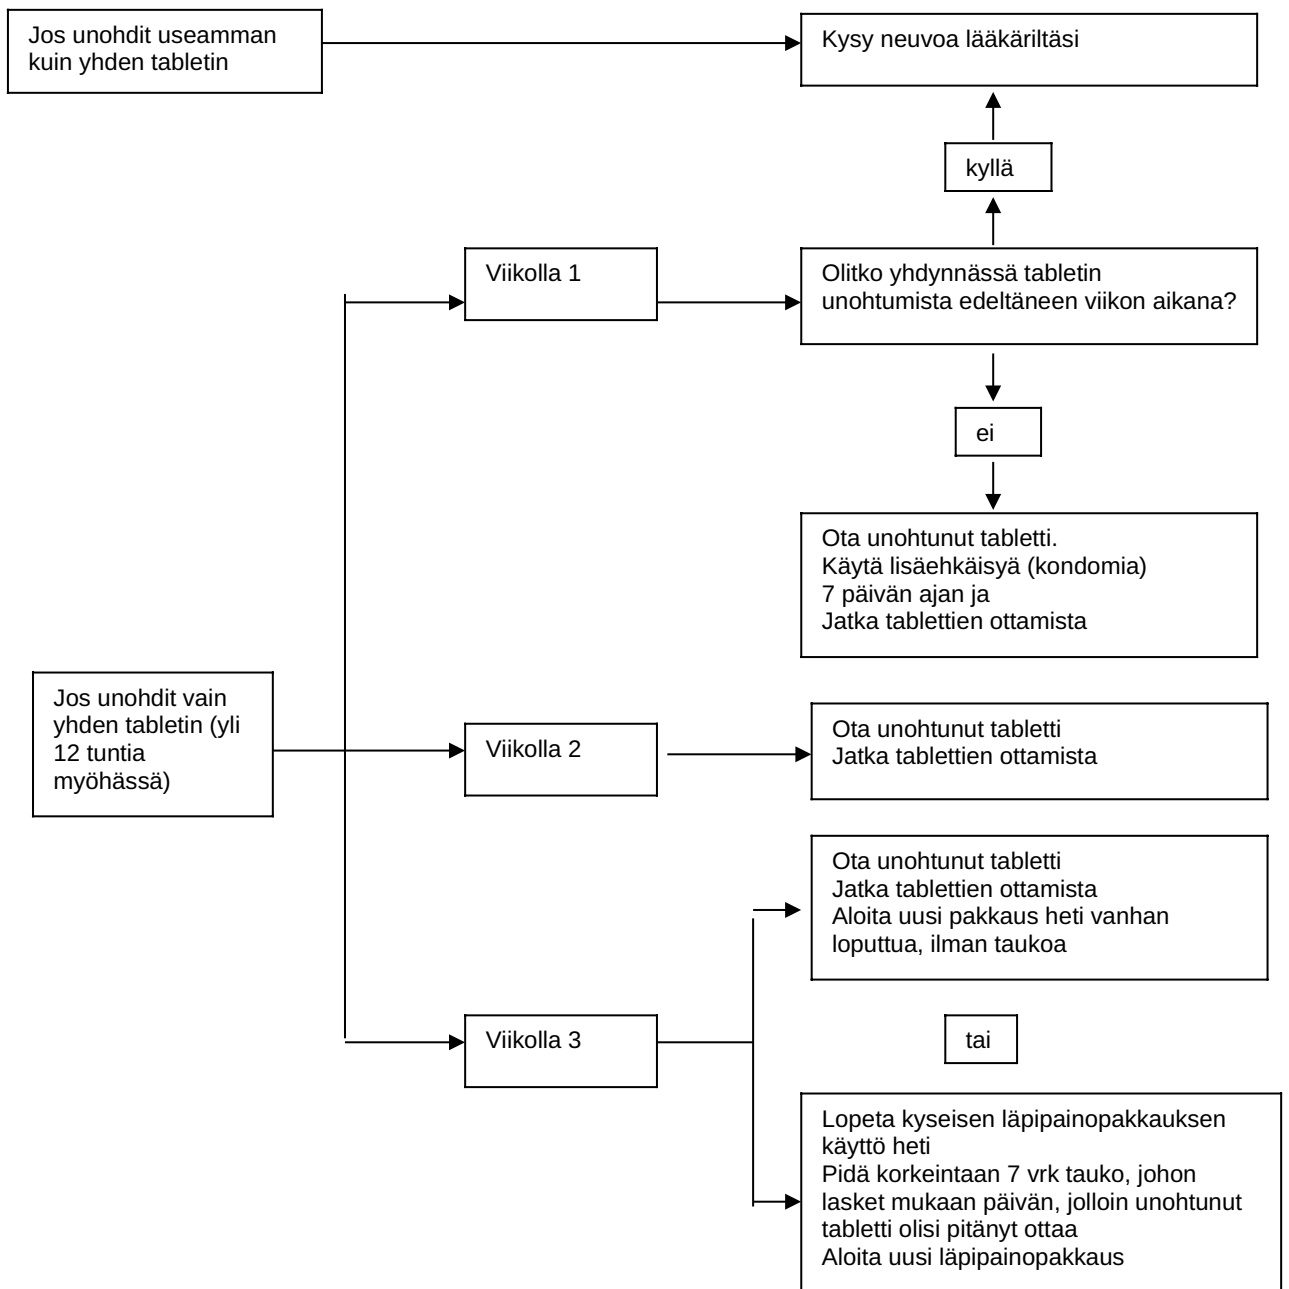 Jos unohdit useamman
kuin yhden tabletin
Kysy neuvoa lääkäriltäsi
kyllä
Viikolla 1
Olitko yhdynnässä tabletin
unohtumista edeltäneen viikon aikana?
ei
Ota unohtunut tabletti.
Käytä lisäehkäisyä (kondomia)
7 päivän ajan ja
Jatka tablettien ottamista
Jos unohdit vain
yhden tabletin (yli
12 tuntia
myöhässä)
Viikolla 2
Ota unohtunut tabletti
Jatka tablettien ottamista
Ota unohtunut tabletti
Jatka tablettien ottamista
Aloita uusi pakkaus heti vanhan
loputtua, ilman taukoa
Viikolla 3
tai
Lopeta kyseisen läpipainopakkauksen
käyttö heti
Pidä korkeintaan 7 vrk tauko, johon
lasket mukaan päivän, jolloin unohtunut
tabletti olisi pitänyt ottaa
Aloita uusi läpipainopakkaus